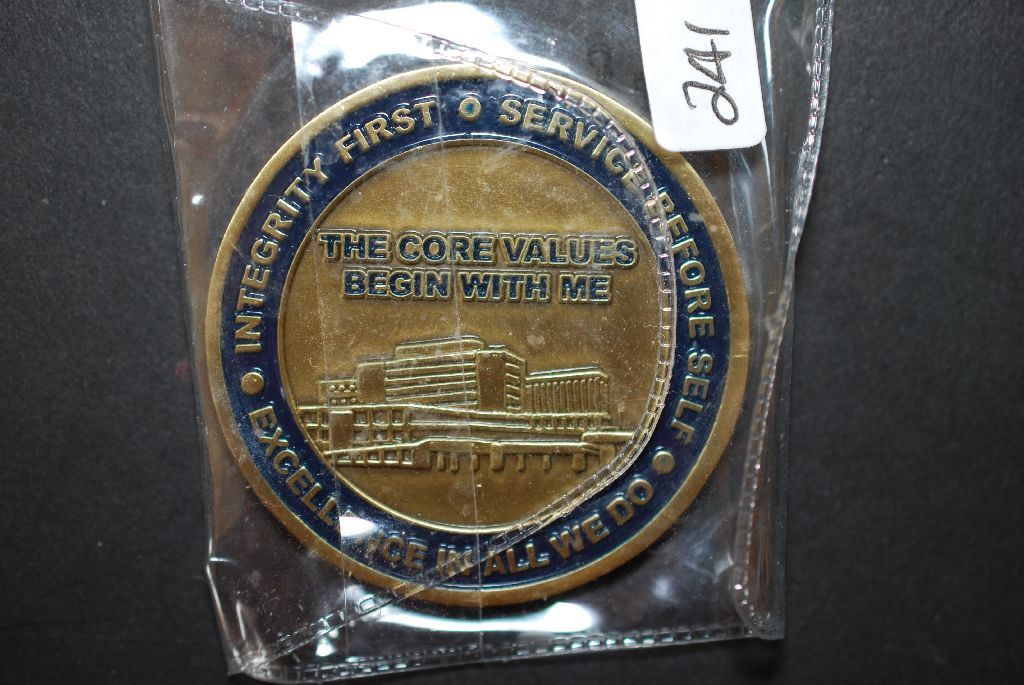 241
INTEGRITY FIRST • SERVICE BEFORE SELF • EXCELLENCE IN ALL WE DO •
THE CORE VALUES
BEGIN WITH ME